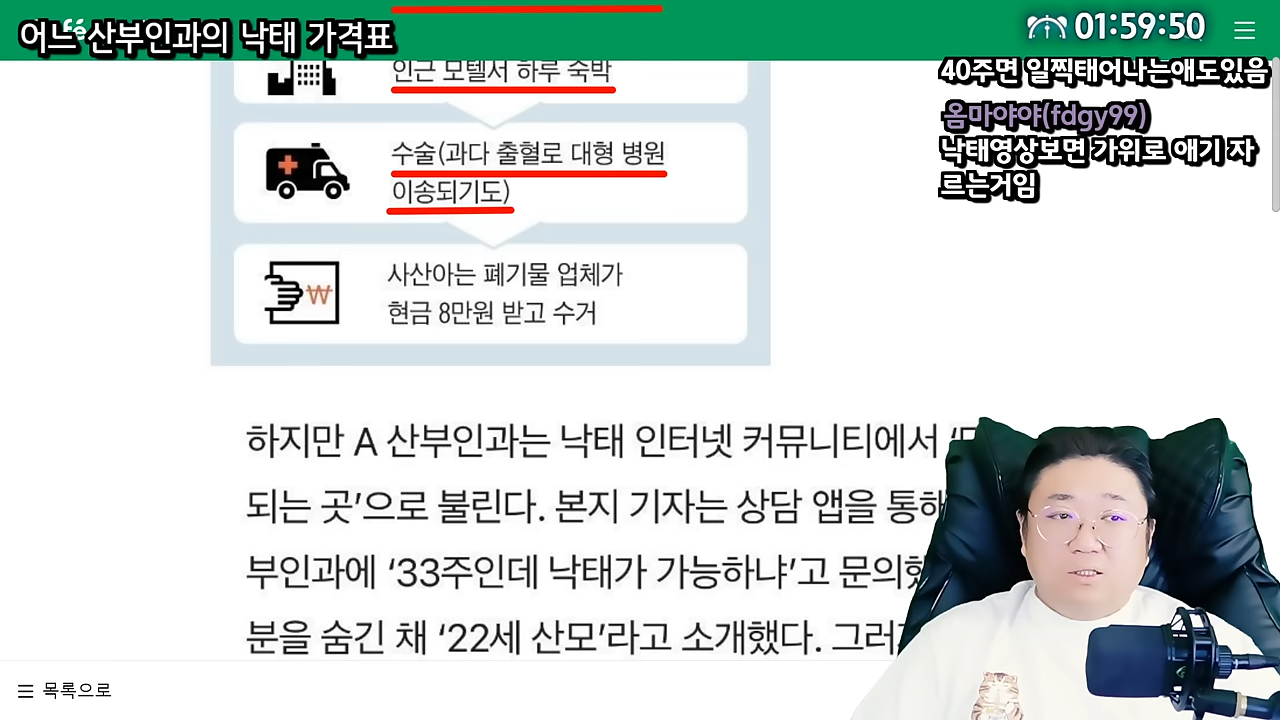 어느 산부인과의 낙태 가격표
01:59:50
인근 모텔서 하루 숙박
수술(과다 출혈로 대형 병원
이송되기도)
사산아는 폐기물 업체가
현금 8만원 받고 수거
40주면 일찍태어나는애도있음
옴마야야(fdgy99)
낙태영상보면 가위로 애기 자
르는거임
하지만 A 산부인과는 낙태 인터넷 커뮤니티에서
되는 곳’으로 불린다. 본지 기자는 상담 앱을 통해
부인과에 ‘33주인데 낙태가 가능하냐’고
분을 숨긴 채 ‘22세 산모’라고 소개했다.
목록으로